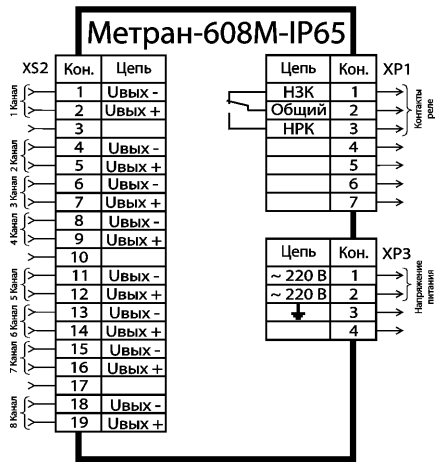 Метран-608М-IP65
XS2 Кон. Цепь
1 Uвых -
2 Uвых +
3
4 Uвых -
5 Uвых +
6 Uвых -
7 Uвых +
8 Uвых -
9 Uвых +
10
11 Uвых -
12 Uвых +
13 Uвых -
14 Uвых +
15 Uвых -
16 Uвых +
17
18 Uвых -
19 Uвых +
1 Канал
2 Канал
3 Канал
4 Канал
5 Канал
6 Канал
7 Канал
8 Канал
Цепь Кон. XP1
НЗК 1
Общий 2
НРК 3
4
5
6
7
Контакты
реле
Цепь Кон. XP3
~ 220 В 1
~ 220 В 2
3
4
Напряжение
питания